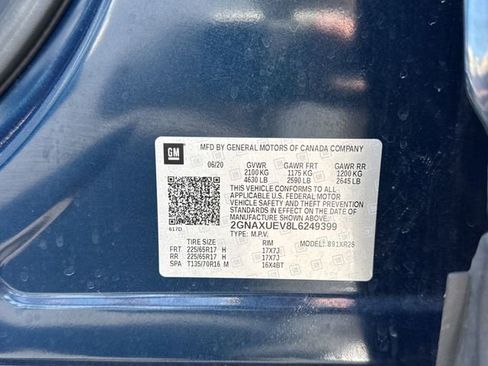 GM
MFD BY GENERAL MOTORS OF CANADA COMPANY
06/20 GVWR GAWR FRT GAWR RR
2100 KG 1175 KG 1200 KG
4630 LB 2590 LB 2645 LB
THIS VEHICLE CONFORMS TO ALL
APPLICABLE U.S. FEDERAL MOTOR
VEHICLE SAFETY AND THEFT PREVENTION
STANDARDS IN EFFECT ON THE DATE OF
MANUFACTURE SHOWN ABOVE.
2GNAXUEV8L6249399
617D TYPE: M.P.V.
TIRE SIZE RIM MODEL: 891XR26
FRT 225/65R17 H 17X7J
RR 225/65R17 H 17X7J
SPA T135/70R16 M 16X4BT